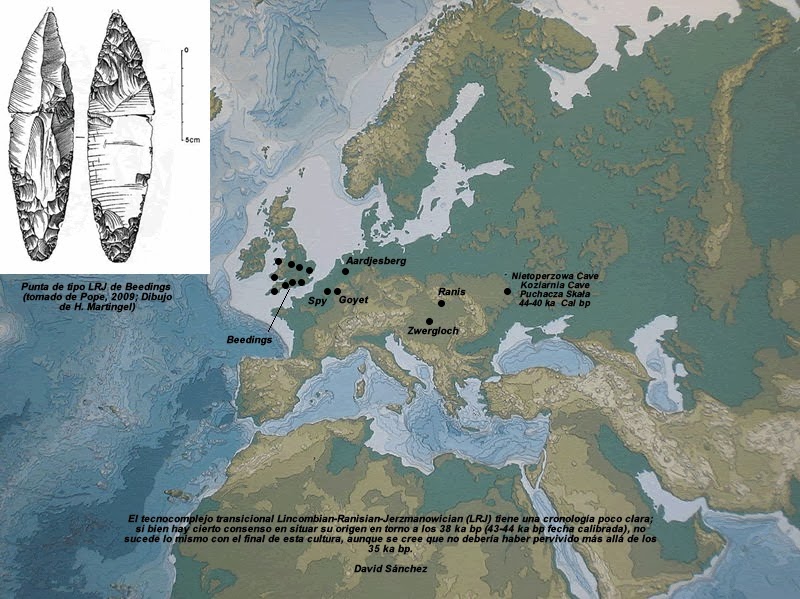 0
5cm
Punta de tipo LRJ de Beedings
(tomado de Pope, 2009; Dibujo
de H. Martingel)
Aardjesberg
Spy
Goyet
Beedings
Ranis
Zwergloch
Nietoperzowa Cave
Kozlarnia Cave
Puchacza Skala
44-40 ka Cal bp
El tecnocomplejo transicional Lincombian-Ranisian-Jerzmanowician (LRJ) tiene una cronología poco clara;
si bien hay cierto consenso en situar su origen en torno a los 38 ka bp (43-44 ka bp fecha calibrada), no
sucede lo mismo con el final de esta cultura, aunque se cree que no debería haber pervivido más allá de los
35 ka bp.
David Sánchez